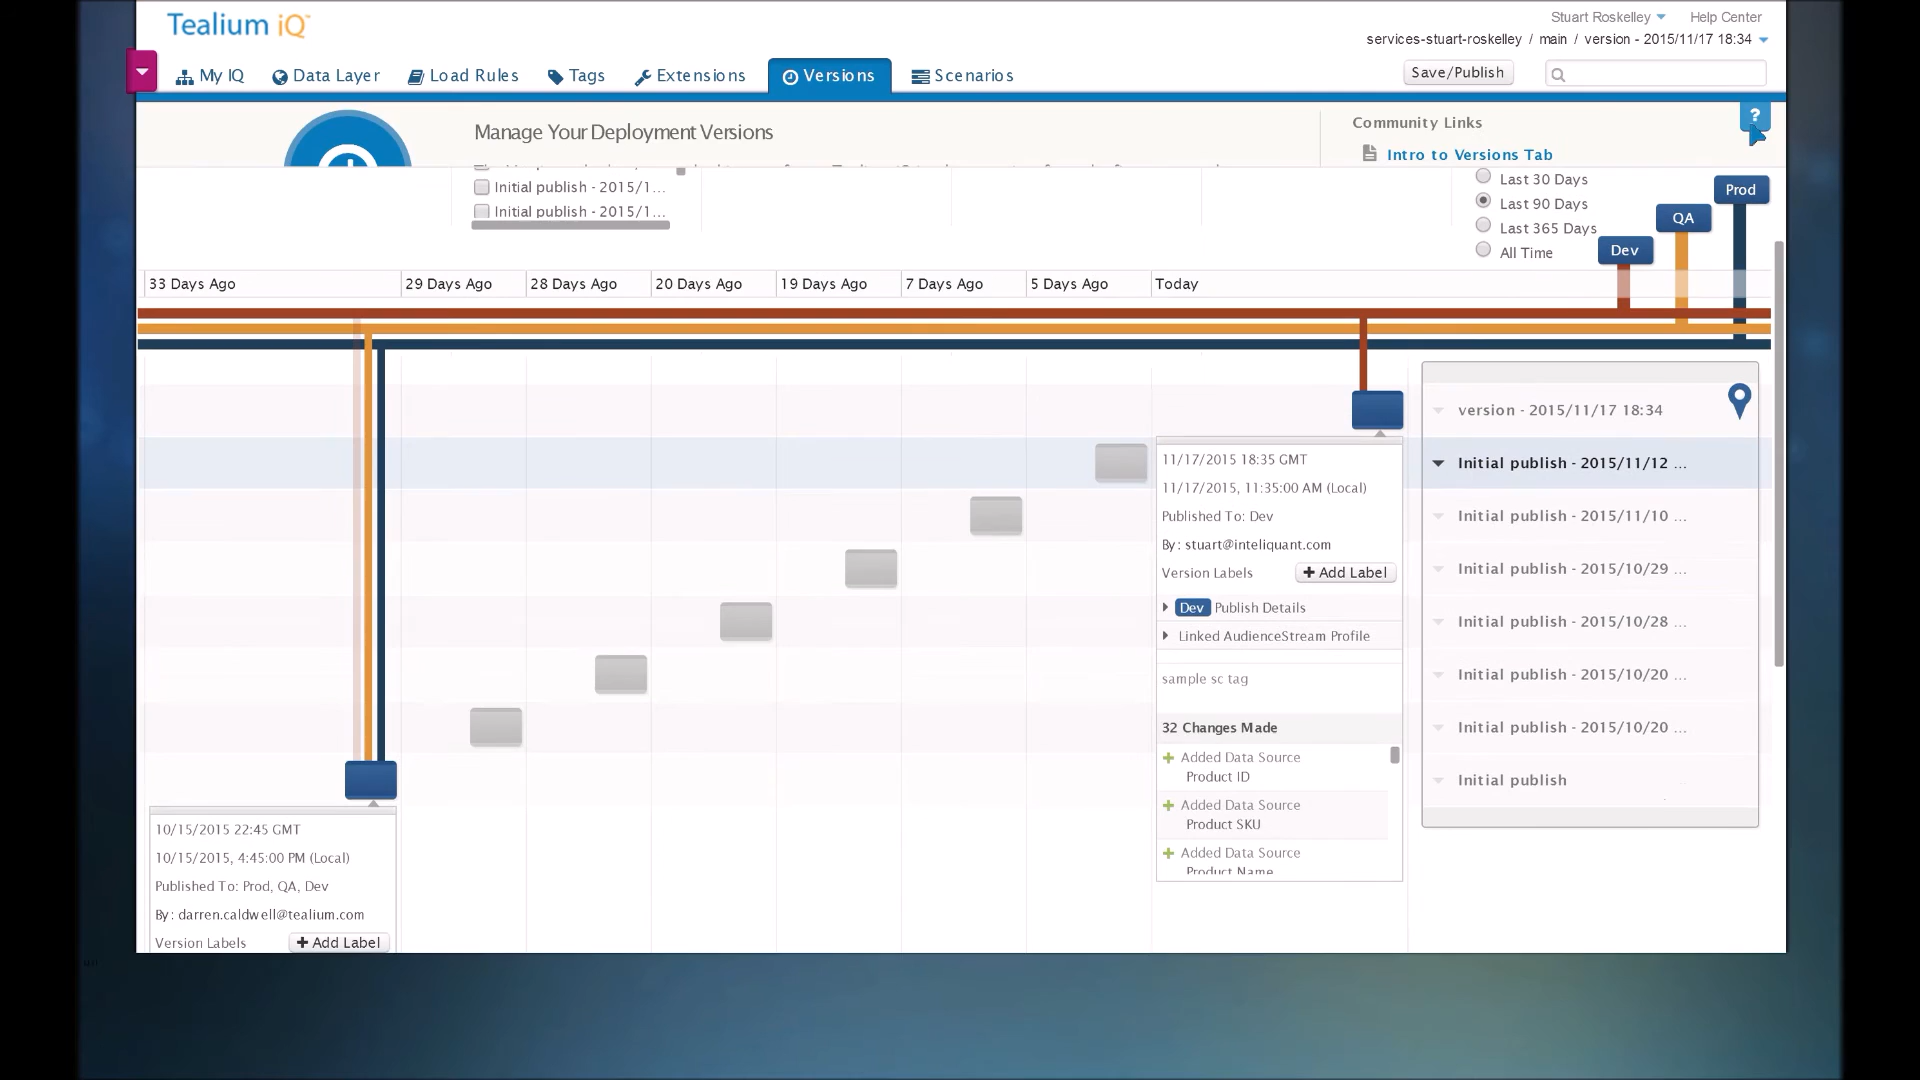 Tealium iQ
Stuart Roskelley Help Center
services-stuart-roskelley / main / version - 2015/11/17 18:34
My IQ Data Layer Load Rules Tags Extensions Versions Scenarios
Save/Publish
Manage Your Deployment Versions
Community Links
?
Intro to Versions Tab
Initial publish - 2015/1...
Initial publish - 2015/1...
Last 30 Days
Last 90 Days
Last 365 Days
All Time
Prod
QA
Dev
33 Days Ago 29 Days Ago 28 Days Ago 20 Days Ago 19 Days Ago 7 Days Ago 5 Days Ago Today
version - 2015/11/17 18:34
Initial publish - 2015/11/12 ...
Initial publish - 2015/11/10 ...
Initial publish - 2015/10/29 ...
Initial publish - 2015/10/28 ...
Initial publish - 2015/10/20 ...
Initial publish - 2015/10/20 ...
Initial publish
11/17/2015 18:35 GMT
11/17/2015, 11:35:00 AM (Local)
Published To: Dev
By: stuart@inteliquant.com
Version Labels + Add Label
Dev Publish Details
Linked AudienceStream Profile
sample sc tag
32 Changes Made
Added Data Source
Product ID
Added Data Source
Product SKU
Added Data Source
Product Name
10/15/2015 22:45 GMT
10/15/2015, 4:45:00 PM (Local)
Published To: Prod, QA, Dev
By: darren.caldwell@tealium.com
Version Labels + Add Label